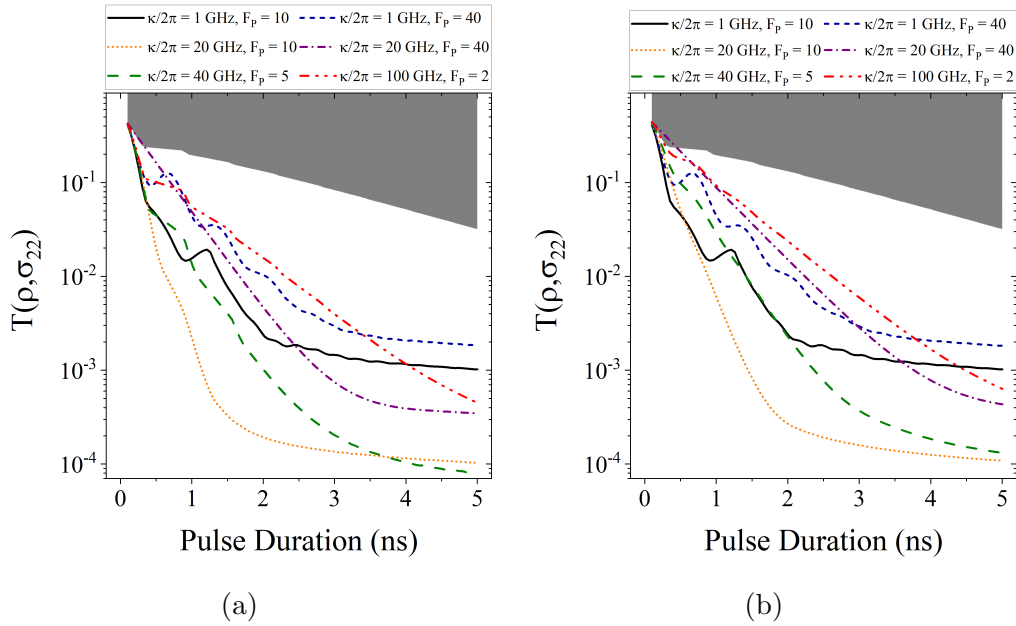 κ/2π = 1 GHz, F_P = 10 κ/2π = 1 GHz, F_P = 40
κ/2π = 20 GHz, F_P = 10 κ/2π = 20 GHz, F_P = 40
κ/2π = 40 GHz, F_P = 5 κ/2π = 100 GHz, F_P = 2
T(ρ,σ₂₂)
10⁻¹
10⁻²
10⁻³
10⁻⁴
0 1 2 3 4 5
Pulse Duration (ns)
(a)
κ/2π = 1 GHz, F_P = 10 κ/2π = 1 GHz, F_P = 40
κ/2π = 20 GHz, F_P = 10 κ/2π = 20 GHz, F_P = 40
κ/2π = 40 GHz, F_P = 5 κ/2π = 100 GHz, F_P = 2
T(ρ,σ₂₂)
10⁻¹
10⁻²
10⁻³
10⁻⁴
0 1 2 3 4 5
Pulse Duration (ns)
(b)